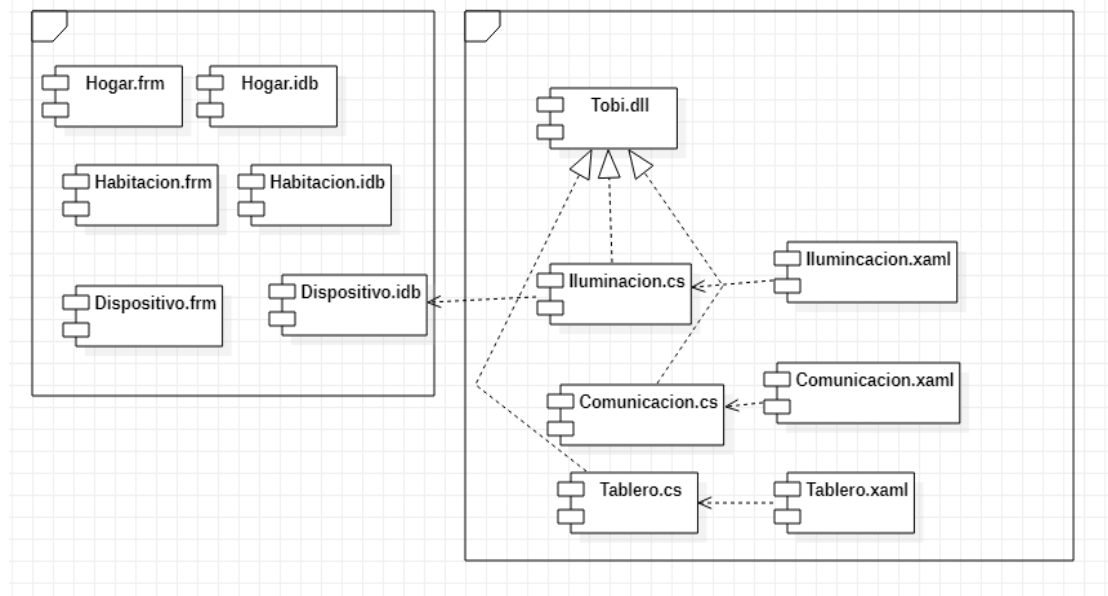 Hogar.frm
Hogar.idb
Habitacion.frm
Habitacion.idb
Dispositivo.frm
Dispositivo.idb
Tobi.dll
Iluminacion.cs
Ilumincacion.xaml
Comunicacion.cs
Comunicacion.xaml
Tablero.cs
Tablero.xaml